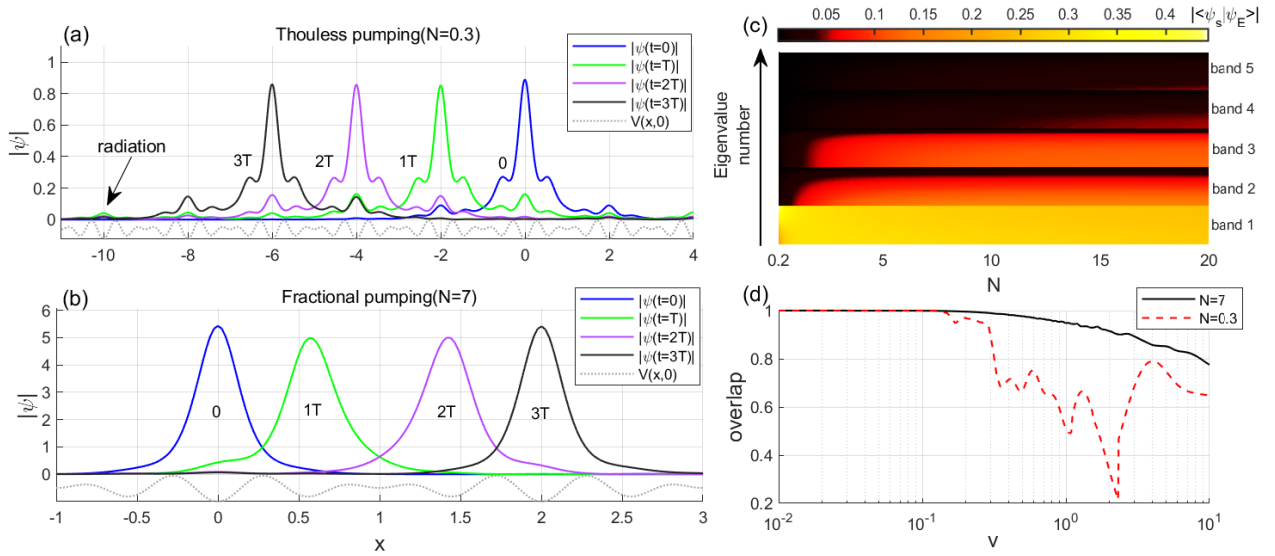 (a)
Thouless pumping(N=0.3)
|ψ(t=0)|
|ψ(t=T)|
|ψ(t=2T)|
|ψ(t=3T)|
V(x,0)
radiation
3T
2T
1T
0
|ψ|
1
0.8
0.6
0.4
0.2
0
-10
-8
-6
-4
-2
0
2
4
(b)
Fractional pumping(N=7)
|ψ(t=0)|
|ψ(t=T)|
|ψ(t=2T)|
|ψ(t=3T)|
V(x,0)
0
1T
2T
3T
|ψ|
6
5
4
3
2
1
0
-1
-0.5
0
0.5
1
1.5
2
2.5
3
x
(c)
0.05
0.1
0.15
0.2
0.25
0.3
0.35
0.4
|<ψs|ψE>|
Eigenvalue
number
band 5
band 4
band 3
band 2
band 1
0.2
5
10
15
20
N
(d)
N=7
N=0.3
overlap
1
0.8
0.6
0.4
0.2
10-2
10-1
100
101
v